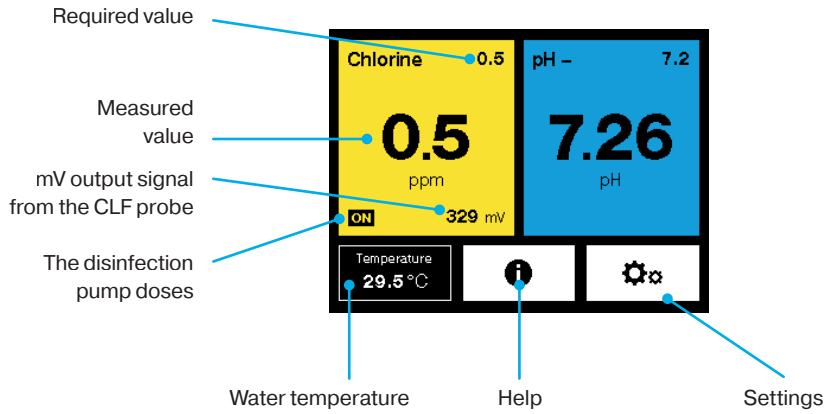 Required value
Chlorine 0.5
pH – 7.2
Measured
value
0.5
ppm
7.26
pH
mV output signal
from the CLF probe
ON
329 mV
The disinfection
pump doses
Temperature
29.5°C
i
Water temperature
Help
Settings